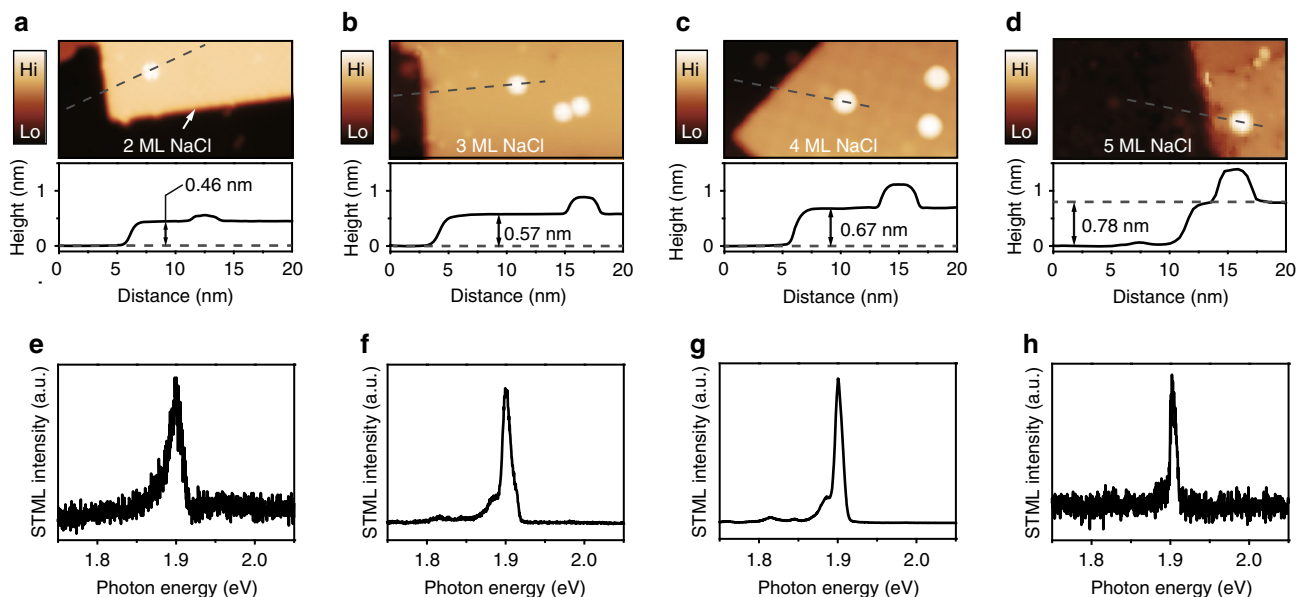 a
b
c
d
Hi
Lo
2 ML NaCl
Hi
Lo
3 ML NaCl
Hi
Lo
4 ML NaCl
Hi
Lo
5 ML NaCl
Height (nm)
1
0
0.46 nm
0 5 10 15 20
Distance (nm)
Height (nm)
1
0
0.57 nm
0 5 10 15 20
Distance (nm)
Height (nm)
1
0
0.67 nm
0 5 10 15 20
Distance (nm)
Height (nm)
1
0
0.78 nm
0 5 10 15 20
Distance (nm)
e
f
g
h
STML intensity (a.u.)
1.8 1.9 2.0
Photon energy (eV)
STML intensity (a.u.)
1.8 1.9 2.0
Photon energy (eV)
STML intensity (a.u.)
1.8 1.9 2.0
Photon energy (eV)
STML intensity (a.u.)
1.8 1.9 2.0
Photon energy (eV)